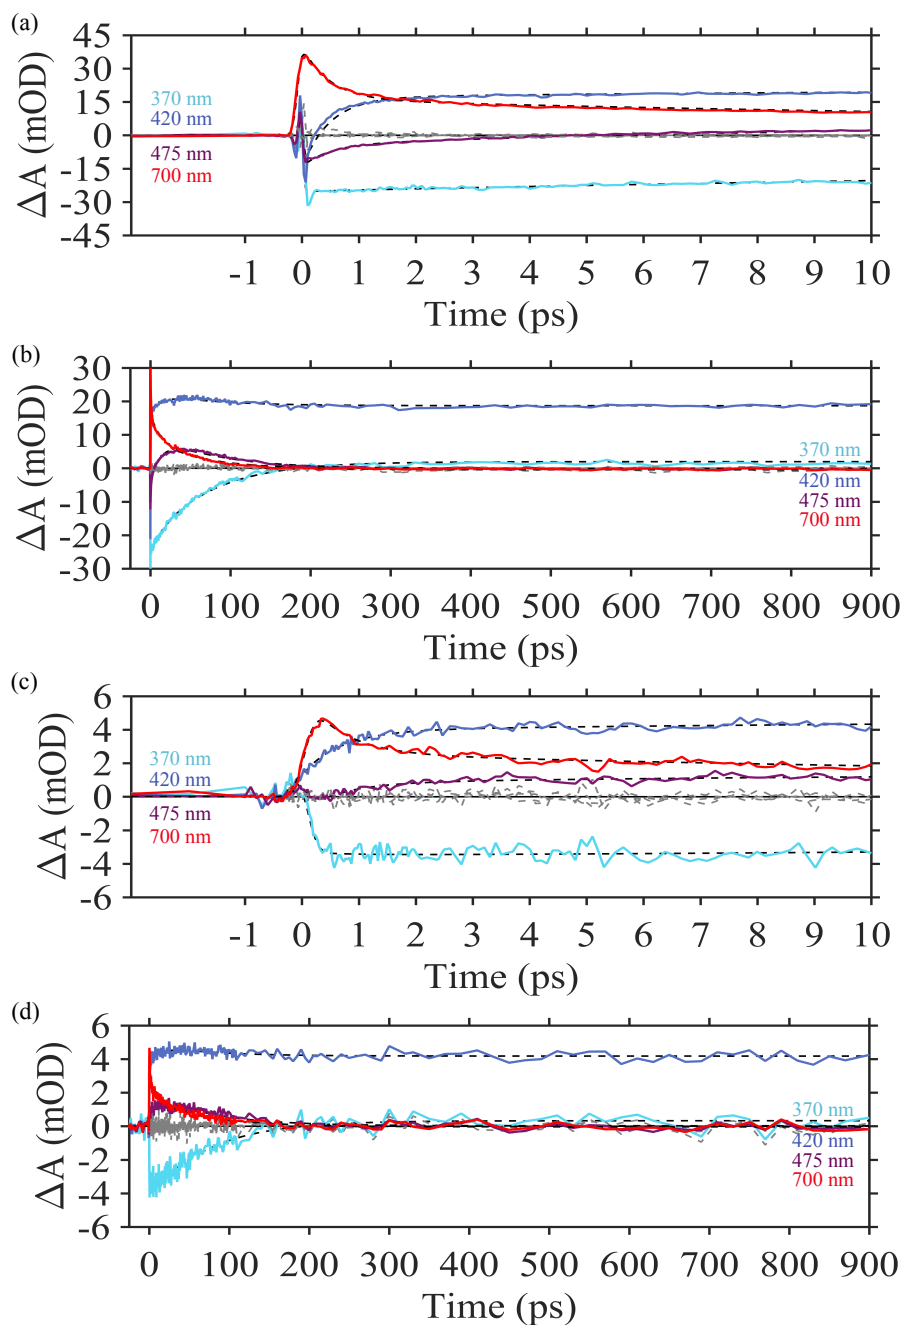 (a)
ΔA (mOD)
45
30
15
0
-15
-30
-45
370 nm
420 nm
475 nm
700 nm
-1 0 1 2 3 4 5 6 7 8 9 10
Time (ps)
(b)
ΔA (mOD)
30
20
10
0
-10
-20
-30
370 nm
420 nm
475 nm
700 nm
0 100 200 300 400 500 600 700 800 900
Time (ps)
(c)
ΔA (mOD)
6
4
2
0
-2
-4
-6
370 nm
420 nm
475 nm
700 nm
-1 0 1 2 3 4 5 6 7 8 9 10
Time (ps)
(d)
ΔA (mOD)
6
4
2
0
-2
-4
-6
370 nm
420 nm
475 nm
700 nm
0 100 200 300 400 500 600 700 800 900
Time (ps)